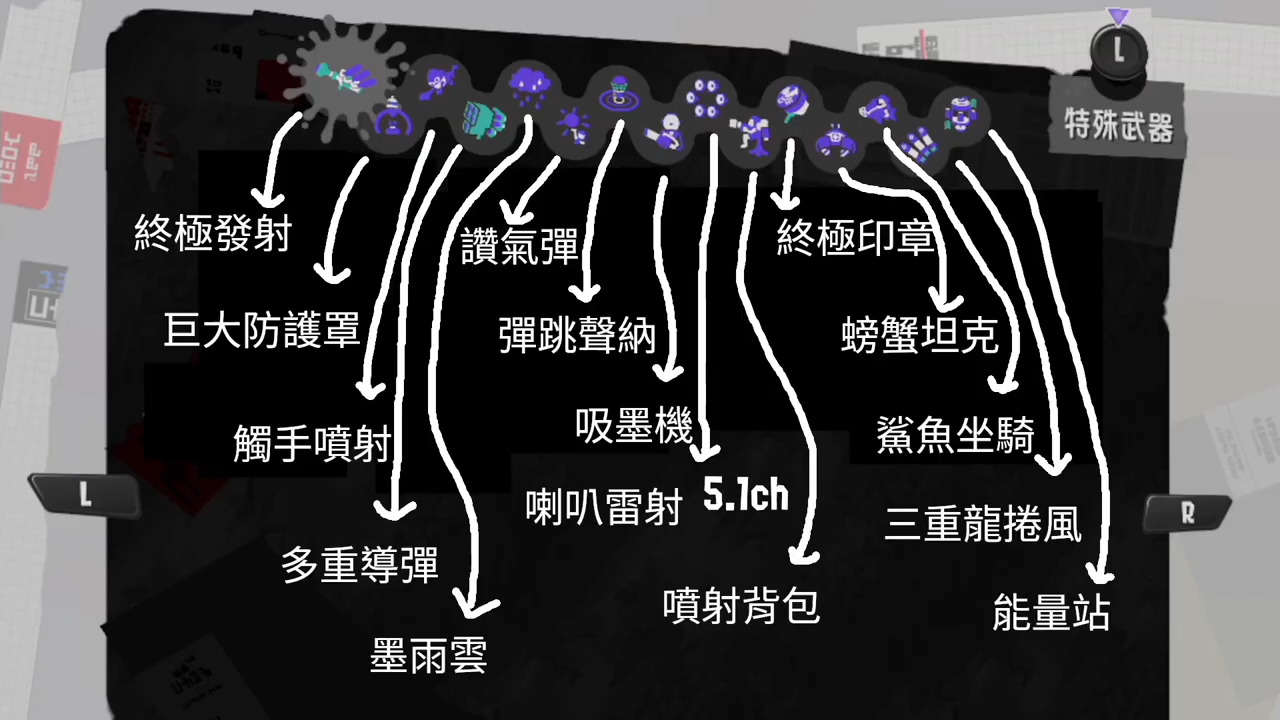 L
特殊武器
終極發射
讚氣彈
終極印章
巨大防護罩
彈跳聲納
螃蟹坦克
觸手噴射
吸墨機
鯊魚坐騎
L
喇叭雷射 5.1ch
R
三重龍捲風
多重導彈
噴射背包
能量站
墨雨雲